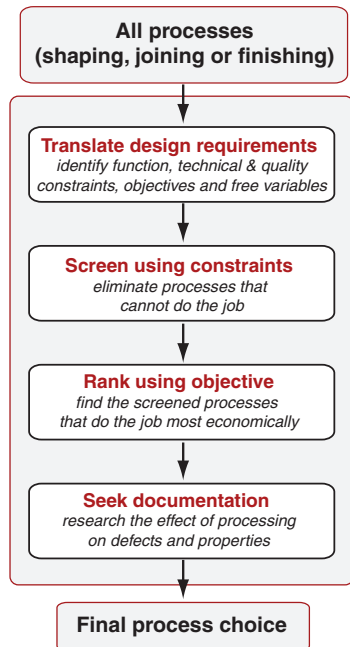 All processes
(shaping, joining or finishing)
Translate design requirements
identify function, technical & quality
constraints, objectives and free variables
Screen using constraints
eliminate processes that
cannot do the job
Rank using objective
find the screened processes
that do the job most economically
Seek documentation
research the effect of processing
on defects and properties
Final process choice